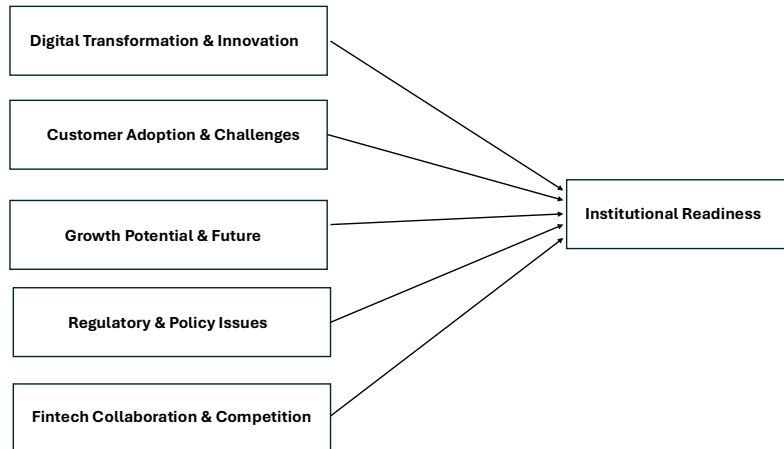 Digital Transformation & Innovation
Customer Adoption & Challenges
Growth Potential & Future
Regulatory & Policy Issues
Fintech Collaboration & Competition
Institutional Readiness